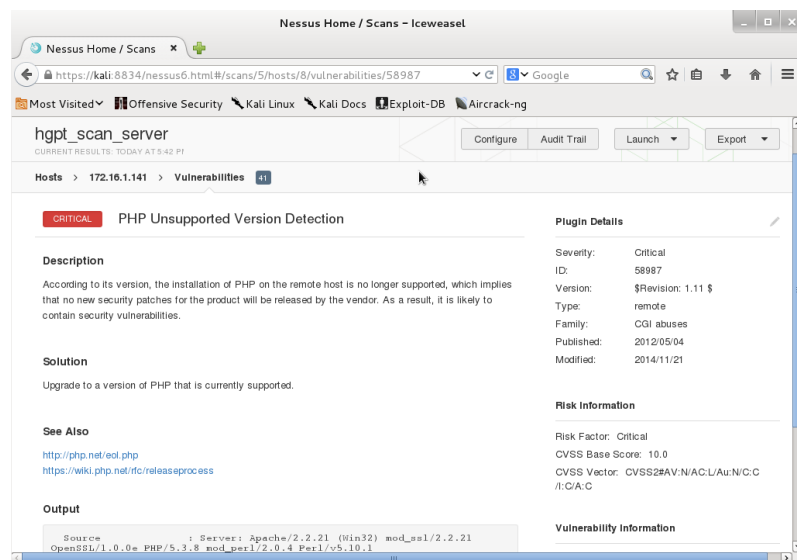 Nessus Home / Scans - Iceweasel
Nessus Home / Scans
https://kali:8834/nessus6.html#/scans/5/hosts/8/vulnerabilities/58987
Google
Most Visited
Offensive Security
Kali Linux
Kali Docs
Exploit-DB
Aircrack-ng
hgpt_scan_server
CURRENT RESULTS: TODAY AT 5:42 PM
Configure
Audit Trail
Launch
Export
Hosts > 172.16.1.141 > Vulnerabilities 41
CRITICAL
PHP Unsupported Version Detection
Description
According to its version, the installation of PHP on the remote host is no longer supported, which implies
that no new security patches for the product will be released by the vendor. As a result, it is likely to
contain security vulnerabilities.
Solution
Upgrade to a version of PHP that is currently supported.
See Also
http://php.net/eol.php
https://wiki.php.net/rfc/releaseprocess
Output
Source : Server: Apache/2.2.21 (Win32) mod_ssl/2.2.21
OpenSSL/1.0.0e PHP/5.3.8 mod_perl/2.0.4 Perl/v5.10.1
Plugin Details
Severity: Critical
ID: 58987
Version: $Revision: 1.11 $
Type: remote
Family: CGI abuses
Published: 2012/05/04
Modified: 2014/11/21
Risk Information
Risk Factor: Critical
CVSS Base Score: 10.0
CVSS Vector: CVSS2#AV:N/AC:L/Au:N/C:C
/I:C/A:C
Vulnerability Information